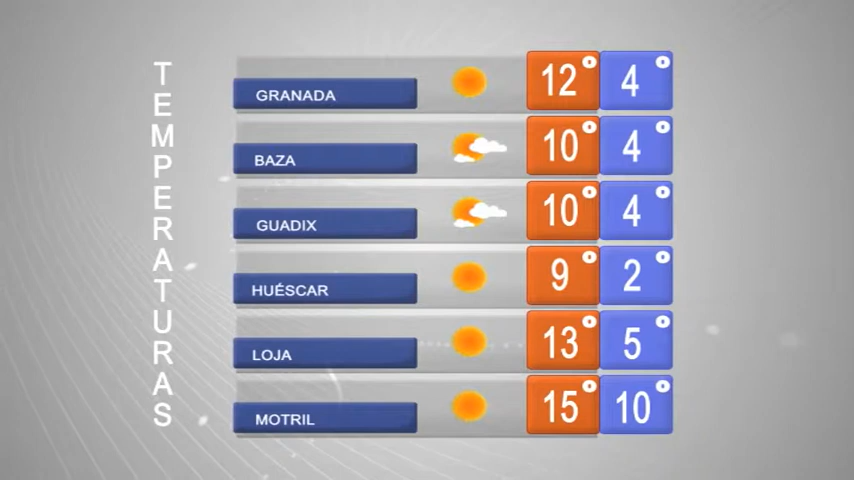 TEMPERATURAS
GRANADA 12° 4°
BAZA 10° 4°
GUADIX 10° 4°
HUÉSCAR 9° 2°
LOJA 13° 5°
MOTRIL 15° 10°